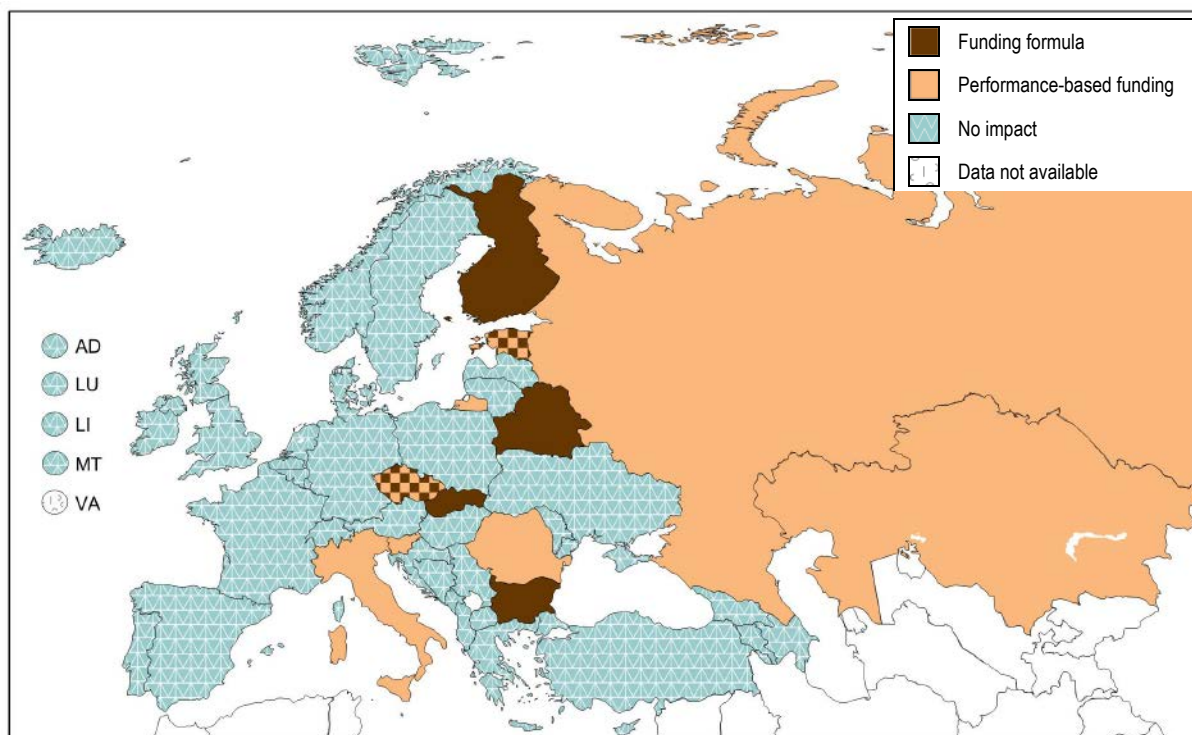 Funding formula
Performance-based funding
No impact
Data not available
AD
LU
LI
MT
VA